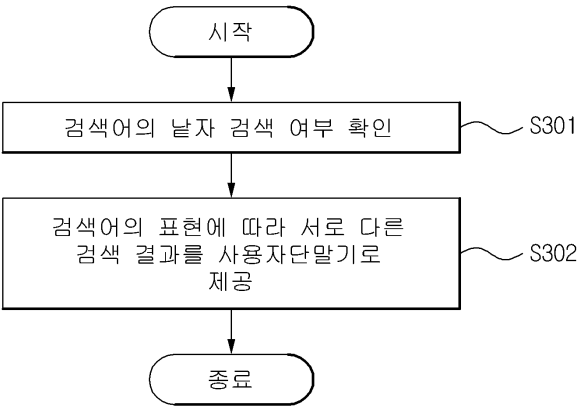 시작
검색어의 낱자 검색 여부 확인
S301
검색어의 표현에 따라 서로 다른
검색 결과를 사용자단말기로
제공
S302
종료